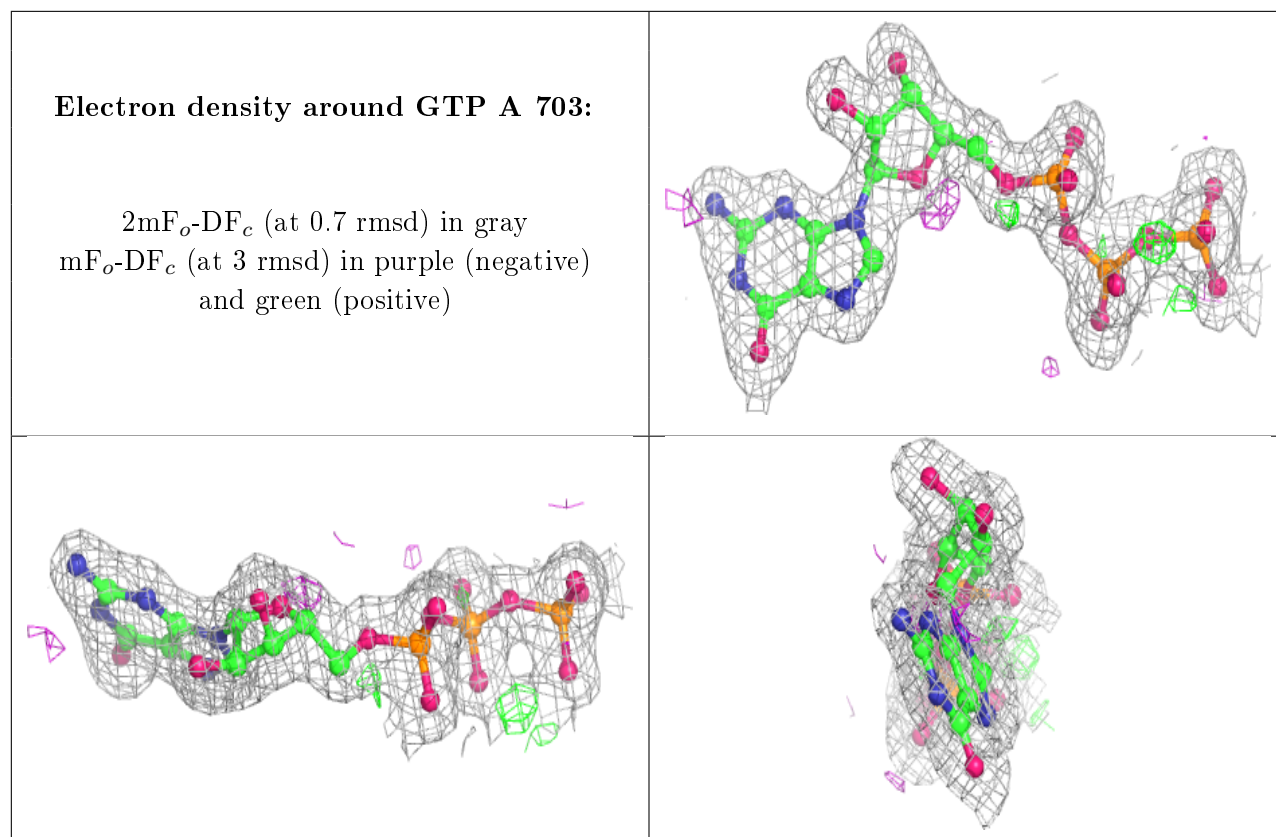 Electron density around GTP A 703:
2mFo-DFc (at 0.7 rmsd) in gray
mFo-DFc (at 3 rmsd) in purple (negative)
and green (positive)